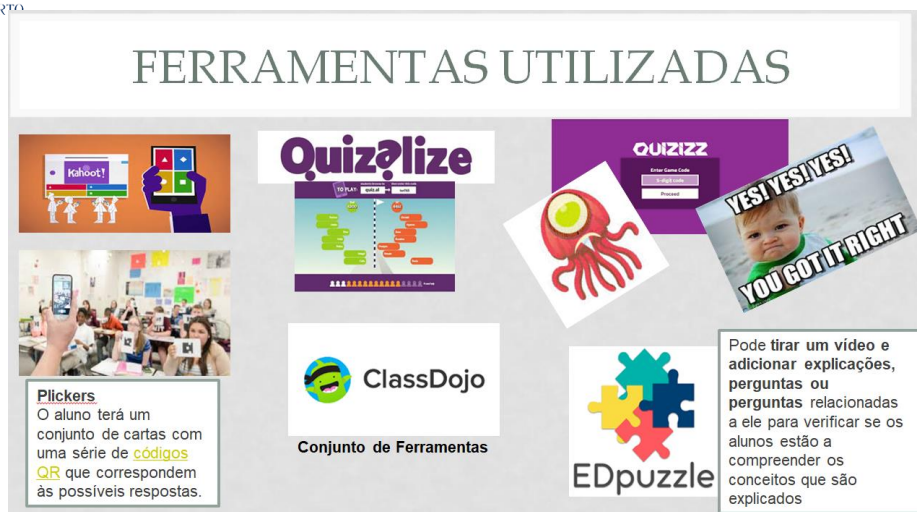 FERRAMENTAS UTILIZADAS
Kahoot!
Quizalize
TO PLAY:
QUIZIZZ
Enter Game Code
Proceed
YES! YES! YES!
YOU GOT IT RIGHT
Plickers
O aluno terá um
conjunto de cartas com
uma série de códigos
QR que correspondem
às possíveis respostas.
ClassDojo
Conjunto de Ferramentas
EDpuzzle
Pode tirar um vídeo e
adicionar explicações,
perguntas ou
perguntas relacionadas
a ele para verificar se os
alunos estão a
compreender os
conceitos que são
explicados